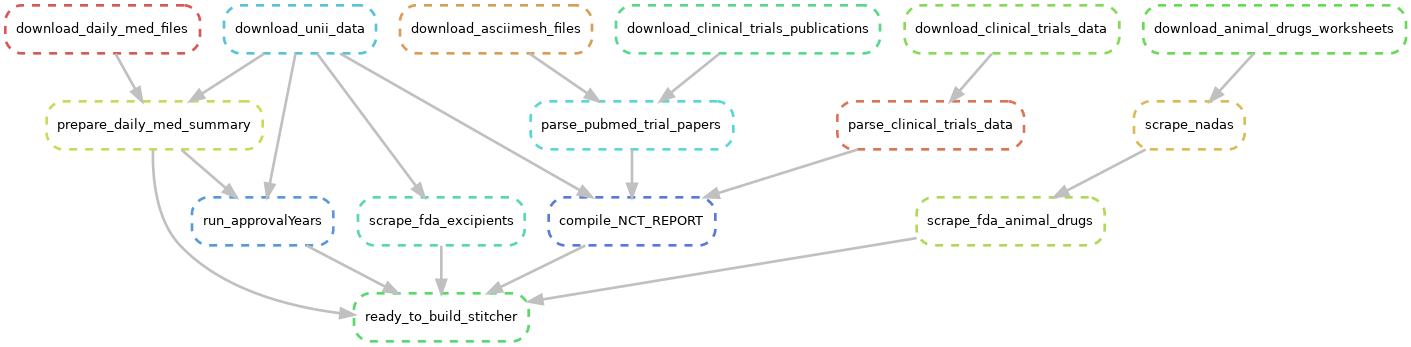 download_daily_med_files
download_unii_data
download_asciimesh_files
download_clinical_trials_publications
download_clinical_trials_data
download_animal_drugs_worksheets
prepare_daily_med_summary
parse_pubmed_trial_papers
parse_clinical_trials_data
scrape_nadas
run_approvalYears
scrape_fda_excipients
compile_NCT_REPORT
scrape_fda_animal_drugs
ready_to_build_stitcher